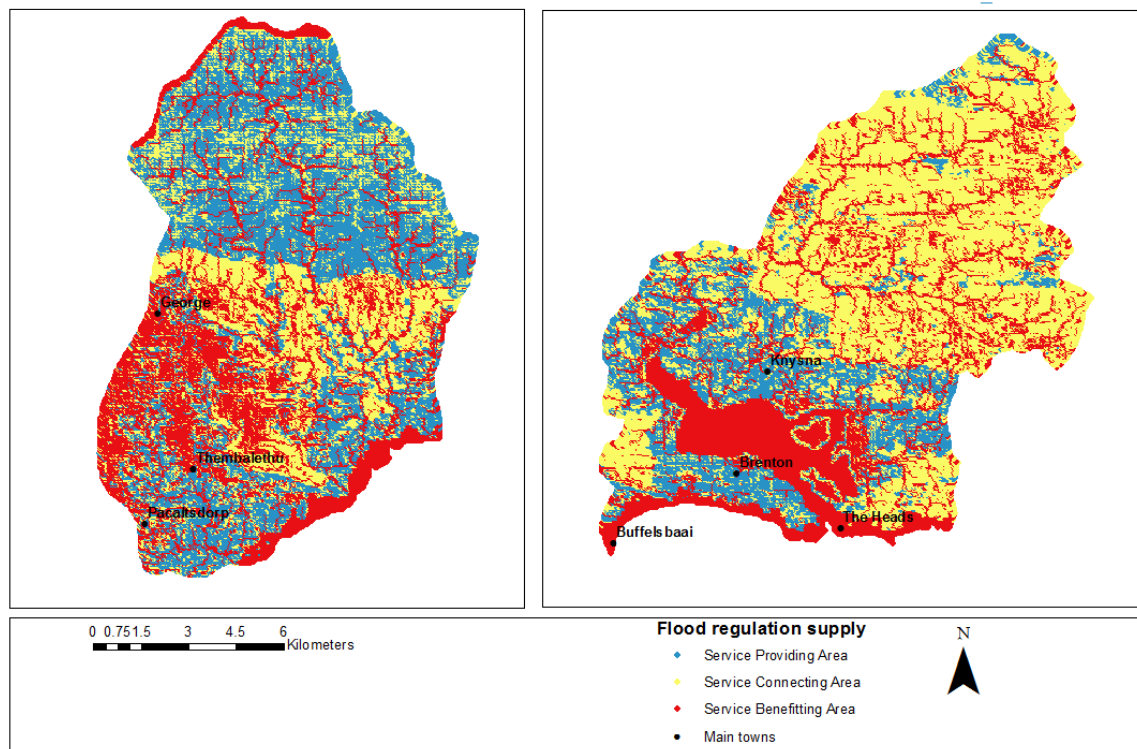 George
Thembalethu
Pacaltsdorp
Knysna
Brenton
The Heads
Buffelsbaai
0 0.75 1.5 3 4.5 6
Kilometers
Flood regulation supply
Service Providing Area
Service Connecting Area
Service Benefitting Area
Main towns
N